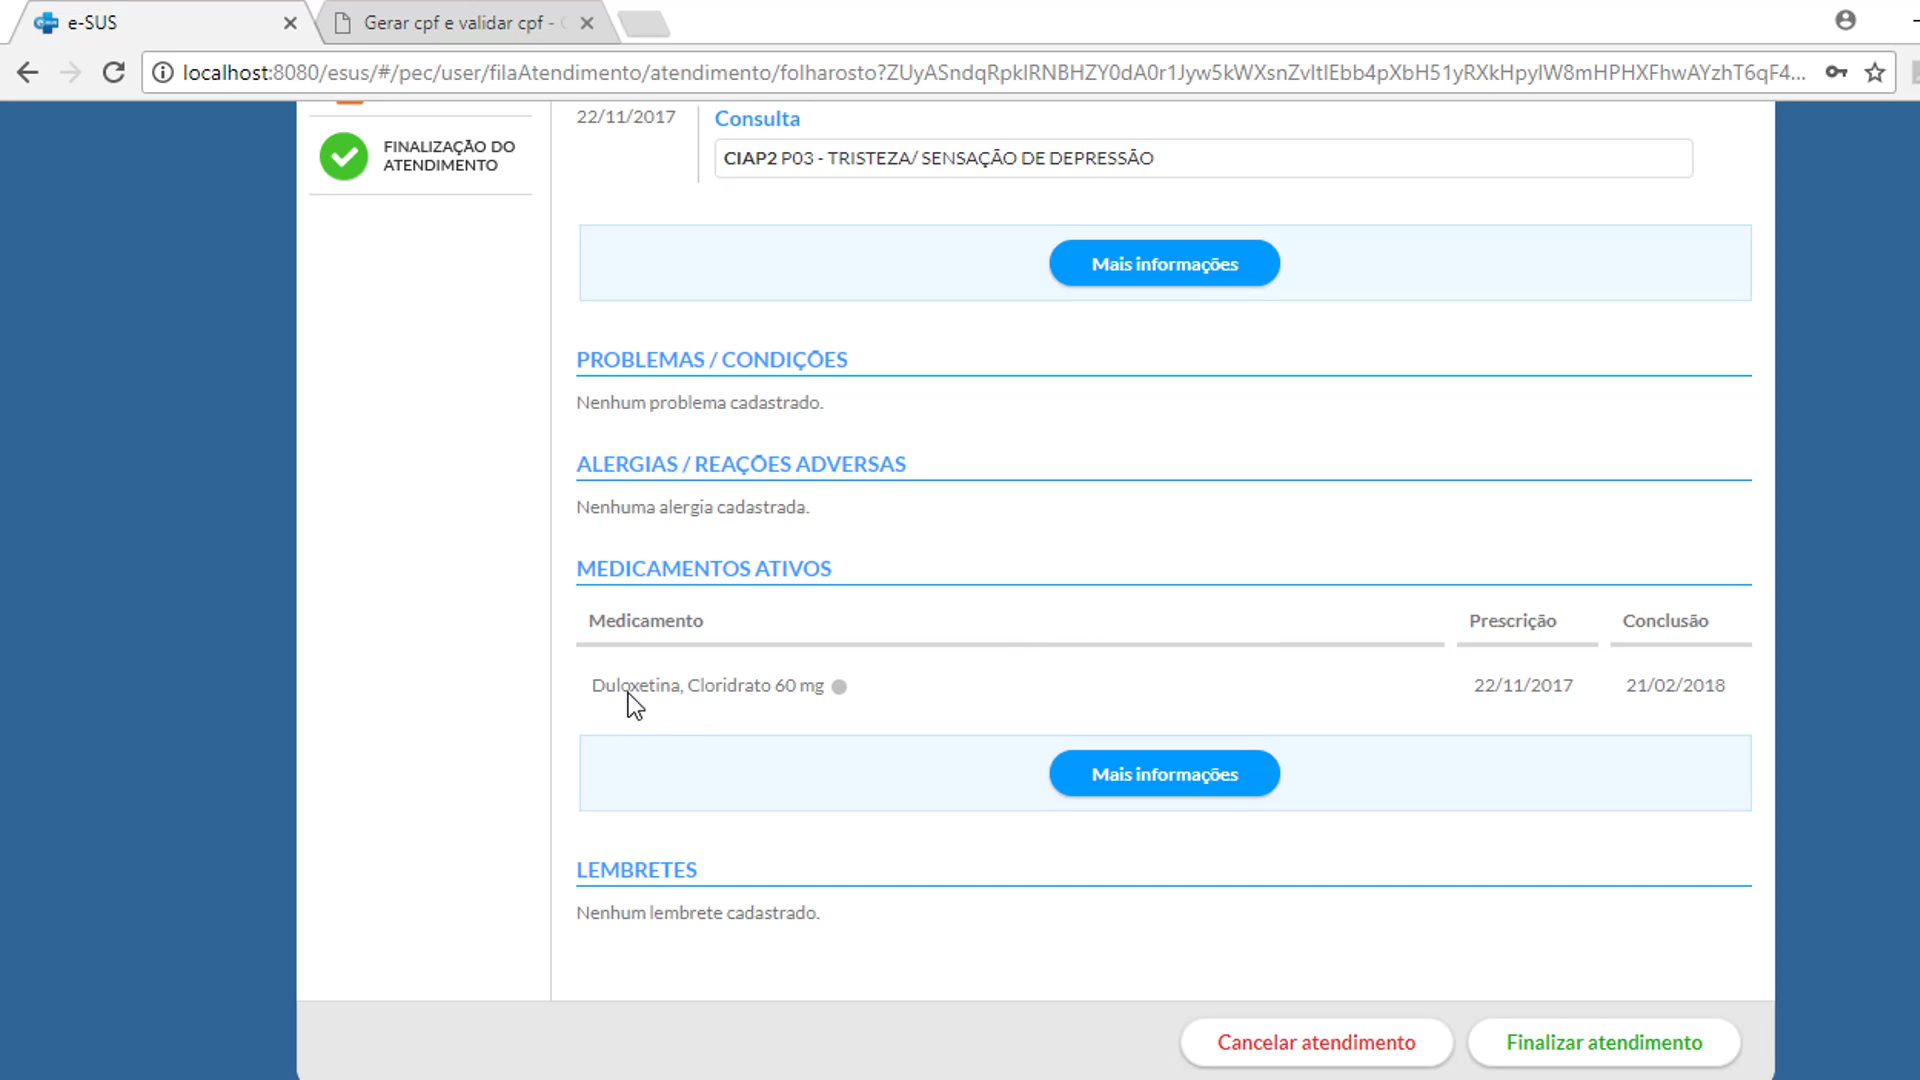 e-SUS
Gerar cpf e validar cpf -
localhost:8080/esus/#/pec/user/filaAtendimento/atendimento/folharosto?ZUyASndqRpklRNBHZY0dA0r1Jyw5kWXsnZvltlEbb4pXbH51yRXkHpylW8mHPHXFhwAYzhT6qF4...
FINALIZAÇÃO DO
ATENDIMENTO
22/11/2017
Consulta
CIAP2 P03 - TRISTEZA/ SENSAÇÃO DE DEPRESSÃO
Mais informações
PROBLEMAS / CONDIÇÕES
Nenhum problema cadastrado.
ALERGIAS / REAÇÕES ADVERSAS
Nenhuma alergia cadastrada.
MEDICAMENTOS ATIVOS
Medicamento Prescrição Conclusão
Duloxetina, Cloridrato 60 mg 22/11/2017 21/02/2018
Mais informações
LEMBRETES
Nenhum lembrete cadastrado.
Cancelar atendimento Finalizar atendimento